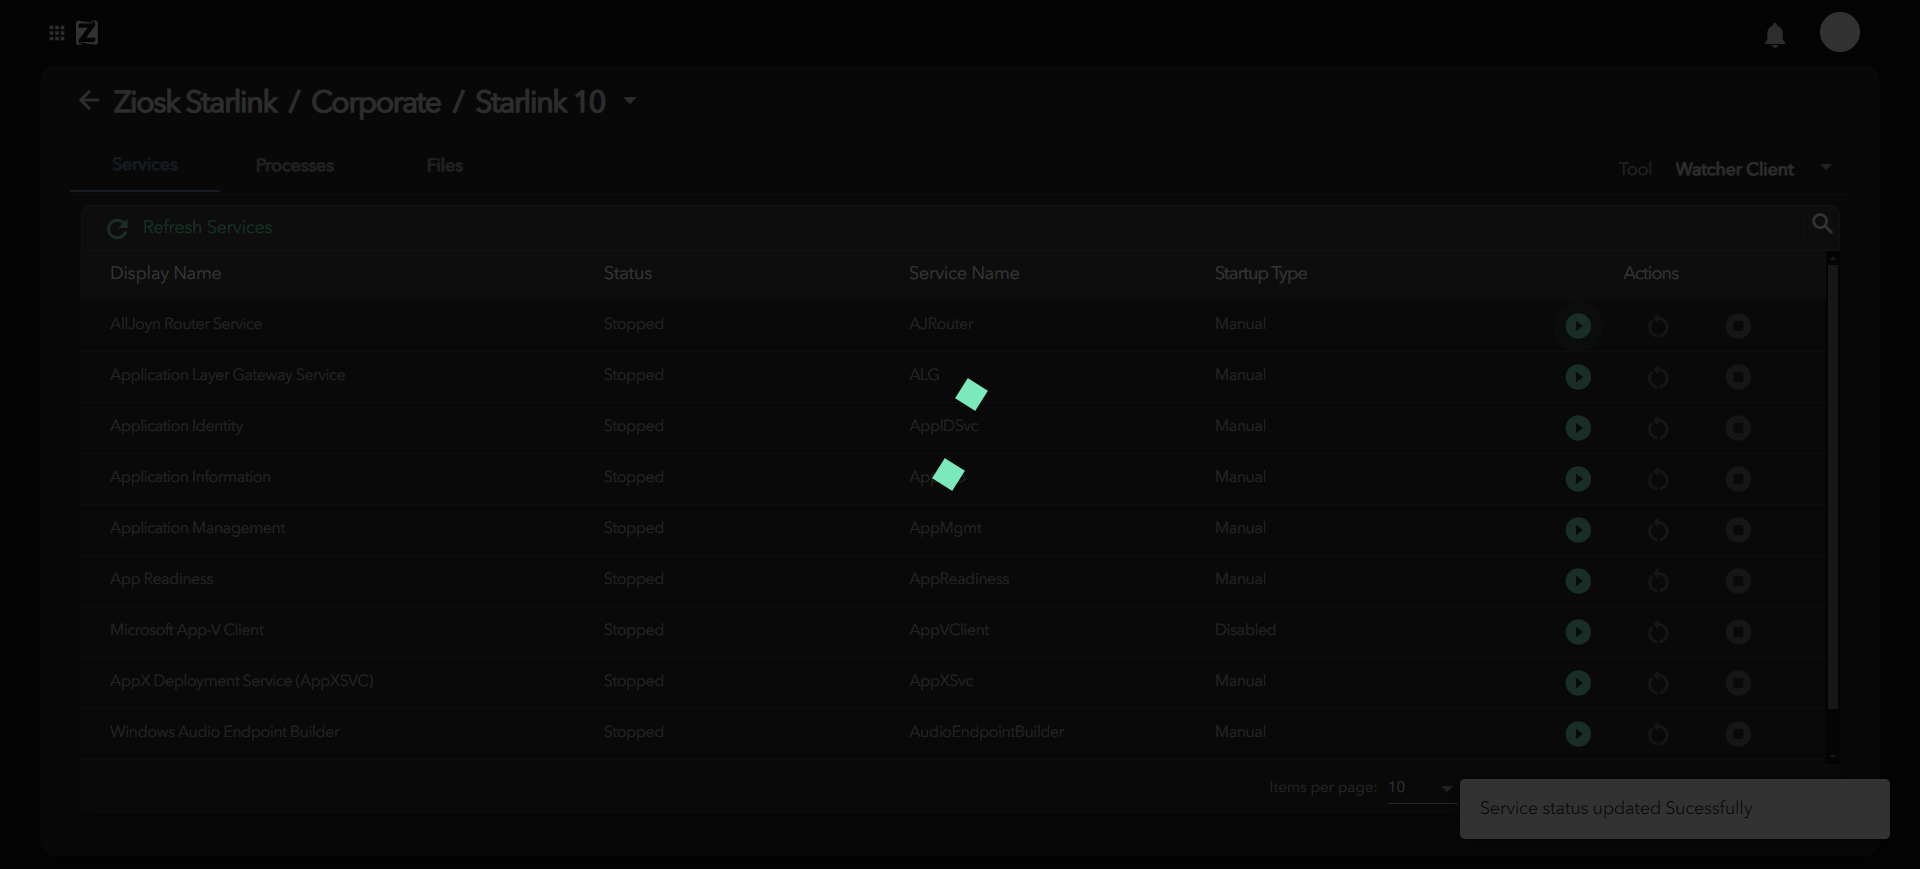 Z
Ziosk Starlink / Corporate / Starlink 10
Services Processes Files Tool Watcher Client
Refresh Services
Display Name Status Service Name Startup Type Actions
AllJoyn Router Service Stopped AJRouter Manual
Application Layer Gateway Service Stopped ALG Manual
Application Identity Stopped AppIDSvc Manual
Application Information Stopped Manual
Application Management Stopped AppMgmt Manual
App Readiness Stopped AppReadiness Manual
Microsoft App-V Client Stopped AppVClient Disabled
AppX Deployment Service (AppXSVC) Stopped AppXSvc Manual
Windows Audio Endpoint Builder Stopped AudioEndpointBuilder Manual
Items per page: 10
Service status updated Sucessfully